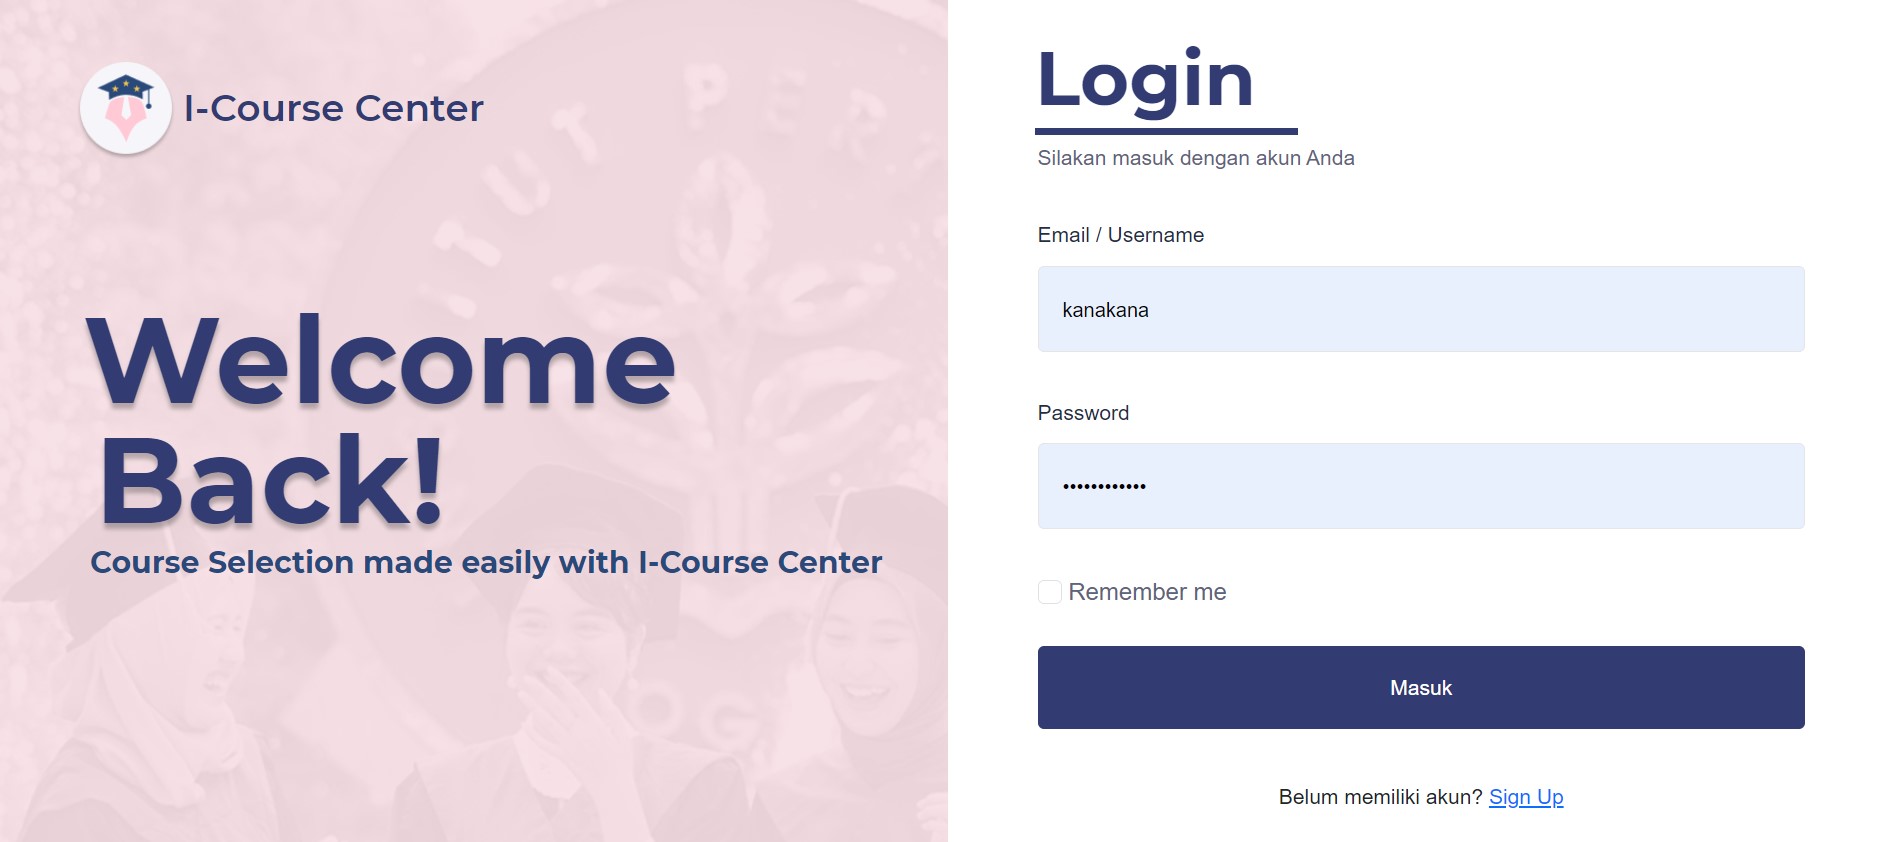 I-Course Center
Welcome
Back!
Course Selection made easily with I-Course Center
Login
Silakan masuk dengan akun Anda
Email / Username
kanakana
Password
••••••••••••
Remember me
Masuk
Belum memiliki akun? Sign Up